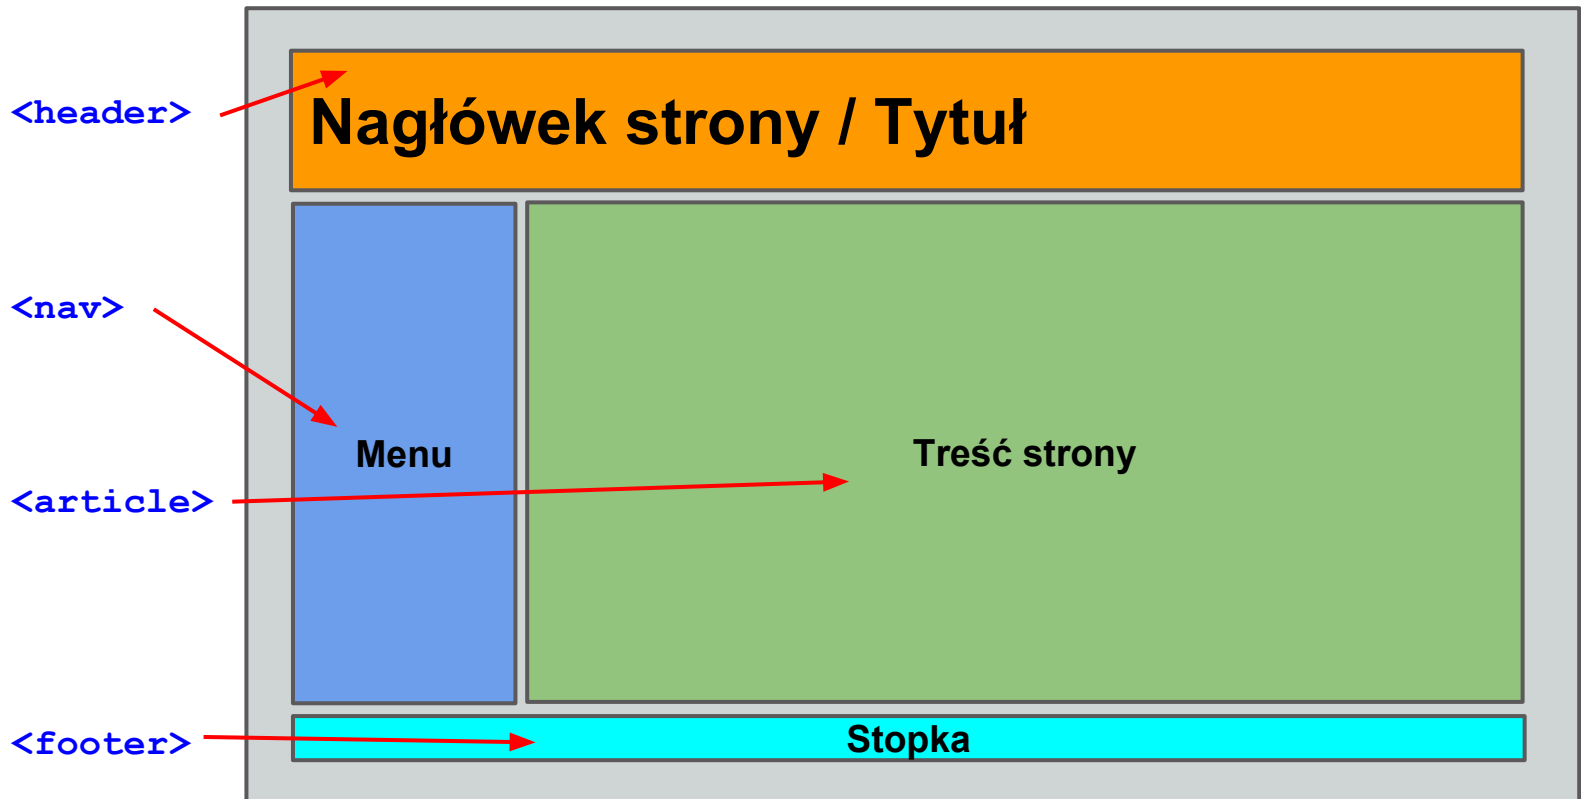 <header>
Nagłówek strony / Tytuł
<nav>
Menu
Treść strony
<article>
<footer>
Stopka